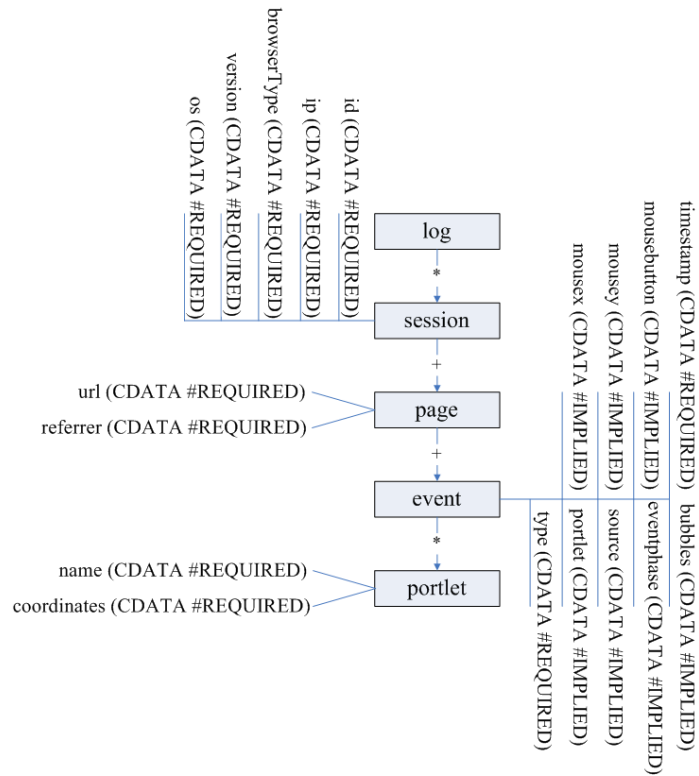 browserType (CDATA #REQUIRED)
version (CDATA #REQUIRED)
os (CDATA #REQUIRED)
ip (CDATA #REQUIRED)
id (CDATA #REQUIRED)
log
*
session
+
url (CDATA #REQUIRED)
referrer (CDATA #REQUIRED)
page
+
event
timestamp (CDATA #REQUIRED)
mousebutton (CDATA #IMPLIED)
mousey (CDATA #IMPLIED)
mousex (CDATA #IMPLIED)
bubbles (CDATA #IMPLIED)
eventphase (CDATA #IMPLIED)
source (CDATA #IMPLIED)
portlet (CDATA #IMPLIED)
type (CDATA #REQUIRED)
*
name (CDATA #REQUIRED)
coordinates (CDATA #REQUIRED)
portlet